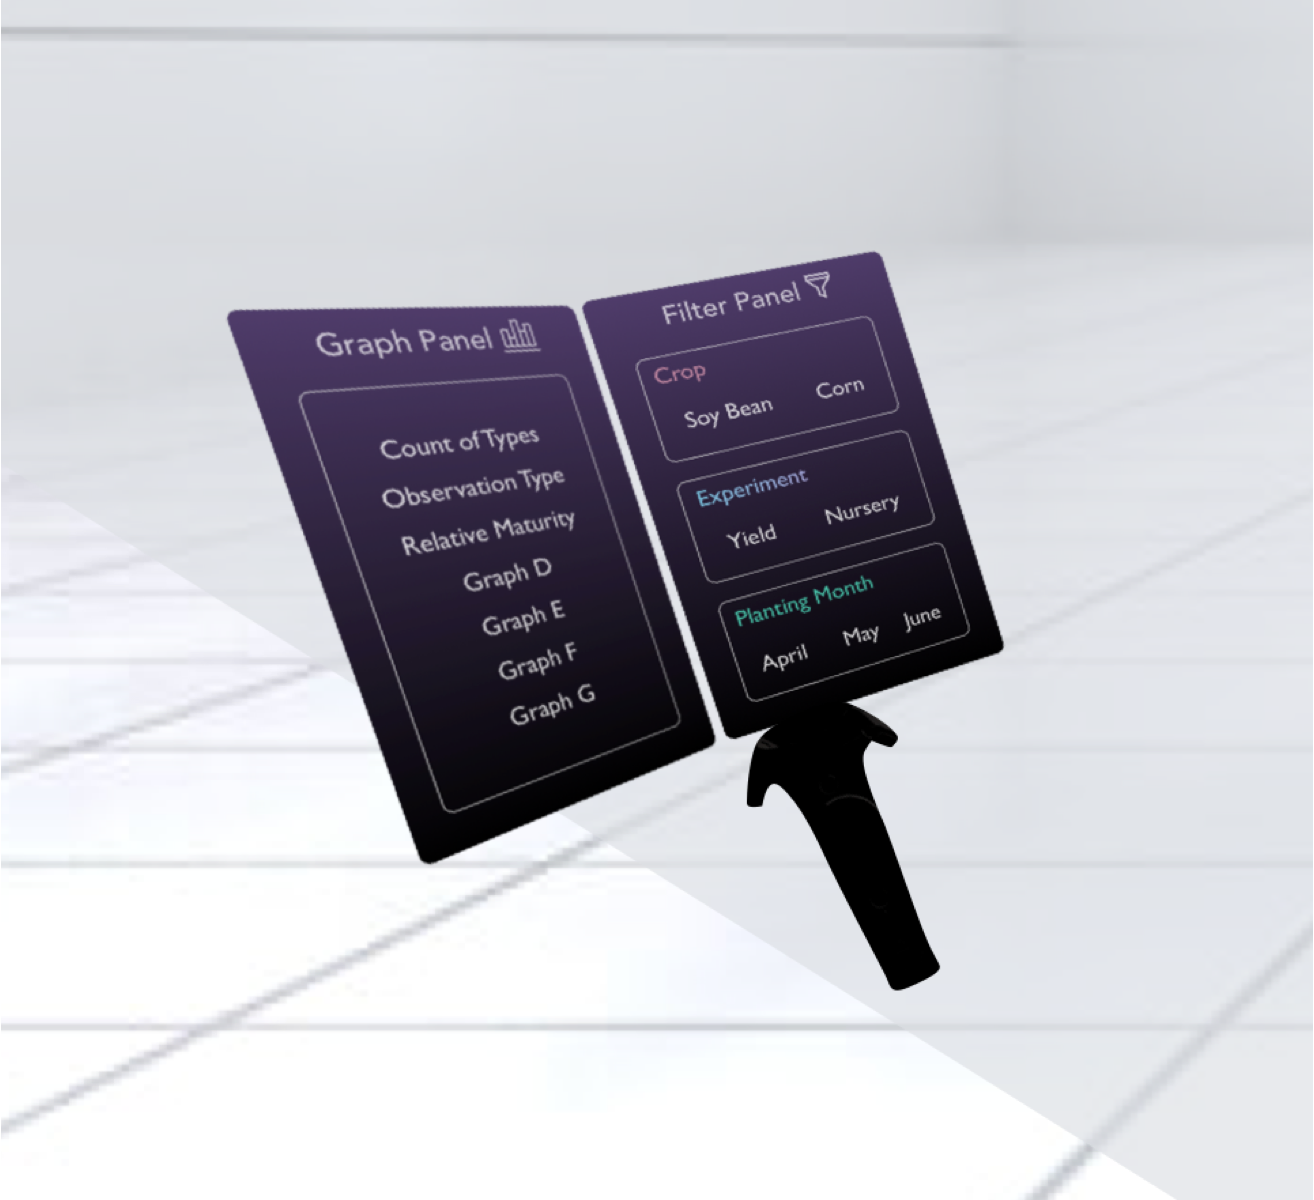 Graph Panel
Count of Types
Observation Type
Relative Maturity
Graph D
Graph E
Graph F
Graph G
Filter Panel
Crop
Soy Bean Corn
Experiment
Yield Nursery
Planting Month
April May June